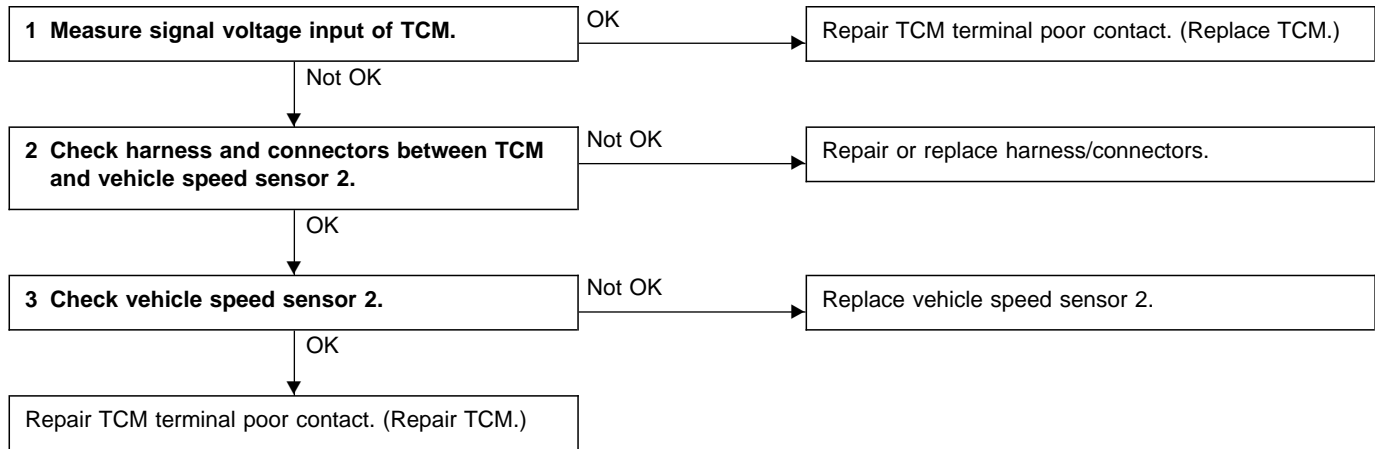 1 Measure signal voltage input of TCM.
OK
Repair TCM terminal poor contact. (Replace TCM.)
Not OK
2 Check harness and connectors between TCM
and vehicle speed sensor 2.
Not OK
Repair or replace harness/connectors.
OK
3 Check vehicle speed sensor 2.
Not OK
Replace vehicle speed sensor 2.
OK
Repair TCM terminal poor contact. (Repair TCM.)